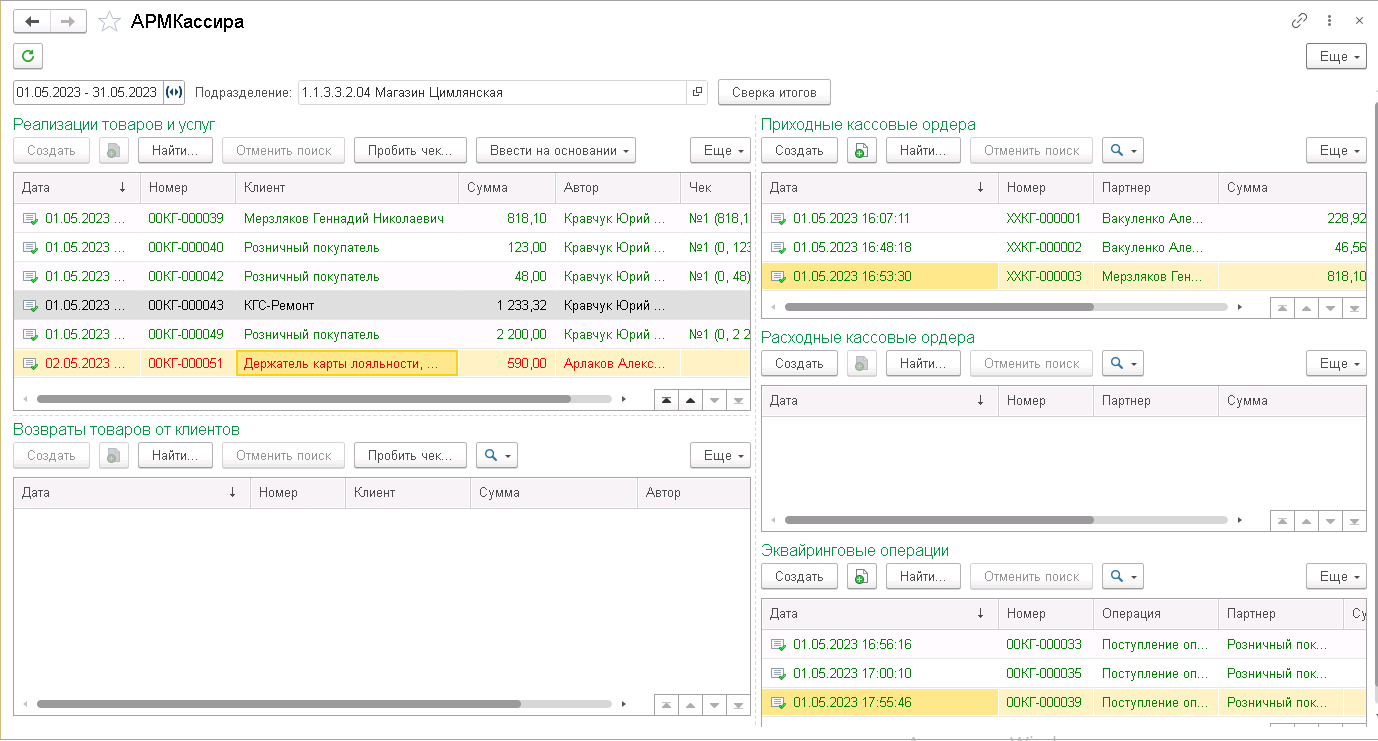 АРМКассира
Еще
01.05.2023 - 31.05.2023 Подразделение: 1.1.3.3.2.04 Магазин Цимлянская Сверка итогов
Реализации товаров и услуг
Создать Найти... Отменить поиск Пробить чек... Ввести на основании Еще
Дата ↓ Номер Клиент Сумма Автор Чек
01.05.2023 ... 00КГ-000039 Мерзляков Геннадий Николаевич 818,10 Кравчук Юрий ... №1 (818,1
01.05.2023 ... 00КГ-000040 Розничный покупатель 123,00 Кравчук Юрий ... №1 (0, 123
01.05.2023 ... 00КГ-000042 Розничный покупатель 48,00 Кравчук Юрий ... №1 (0, 48)
01.05.2023 ... 00КГ-000043 КГС-Ремонт 1 233,32 Кравчук Юрий ...
01.05.2023 ... 00КГ-000049 Розничный покупатель 2 200,00 Кравчук Юрий ... №1 (0, 2 2
02.05.2023 ... 00КГ-000051 Держатель карты лояльности, ... 590,00 Арлаков Алекс...
Возвраты товаров от клиентов
Создать Найти... Отменить поиск Пробить чек... Еще
Дата ↓ Номер Клиент Сумма Автор
Приходные кассовые ордера
Создать Найти... Отменить поиск Еще
Дата ↓ Номер Партнер Сумма
01.05.2023 16:07:11 ХХКГ-000001 Вакуленко Але... 228,92
01.05.2023 16:48:18 ХХКГ-000002 Вакуленко Але... 46,56
01.05.2023 16:53:30 ХХКГ-000003 Мерзляков Ген... 818,10
Расходные кассовые ордера
Создать Найти... Отменить поиск Еще
Дата ↓ Номер Партнер Сумма
Эквайринговые операции
Создать Найти... Отменить поиск Еще
Дата ↓ Номер Операция Партнер Су
01.05.2023 16:56:16 00КГ-000033 Поступление оп... Розничный пок...
01.05.2023 17:00:10 00КГ-000035 Поступление оп... Розничный пок...
01.05.2023 17:55:46 00КГ-000039 Поступление оп... Розничный пок...